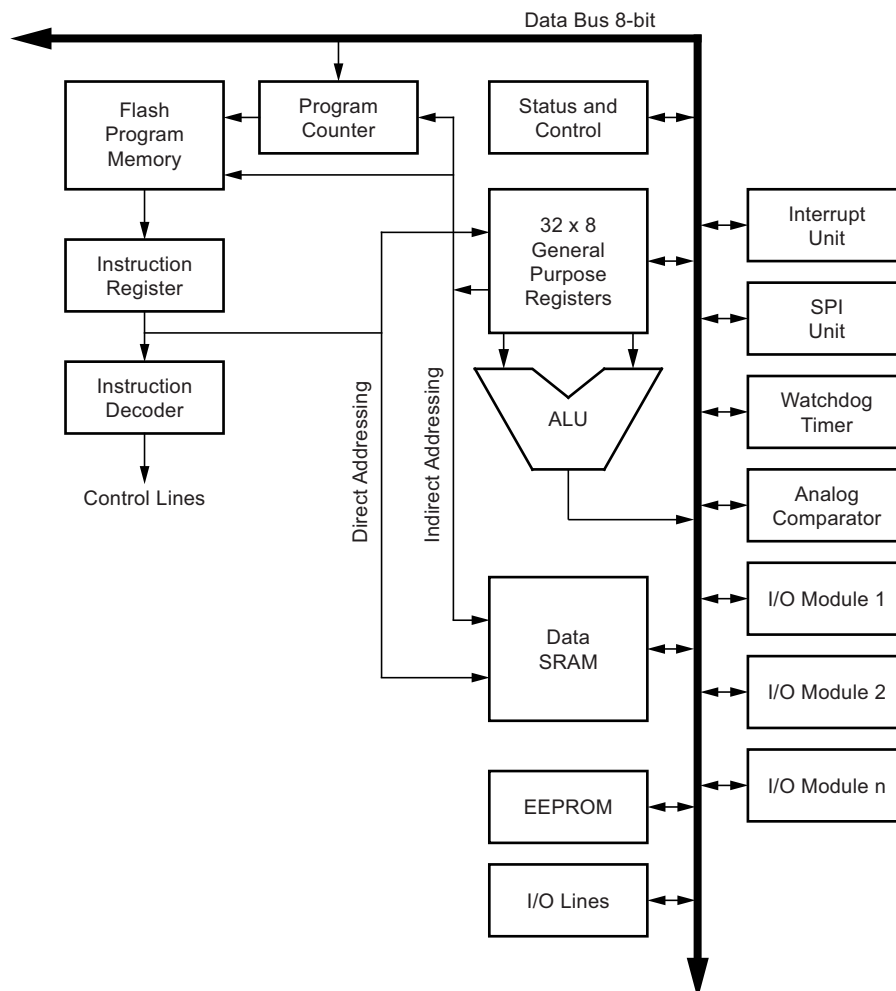 Data Bus 8-bit
Flash
Program
Memory
Program
Counter
Status and
Control
32 x 8
General
Purpose
Registers
Interrupt
Unit
Instruction
Register
SPI
Unit
Instruction
Decoder
ALU
Watchdog
Timer
Control Lines
Direct Addressing
Indirect Addressing
Analog
Comparator
Data
SRAM
I/O Module 1
I/O Module 2
I/O Module n
EEPROM
I/O Lines